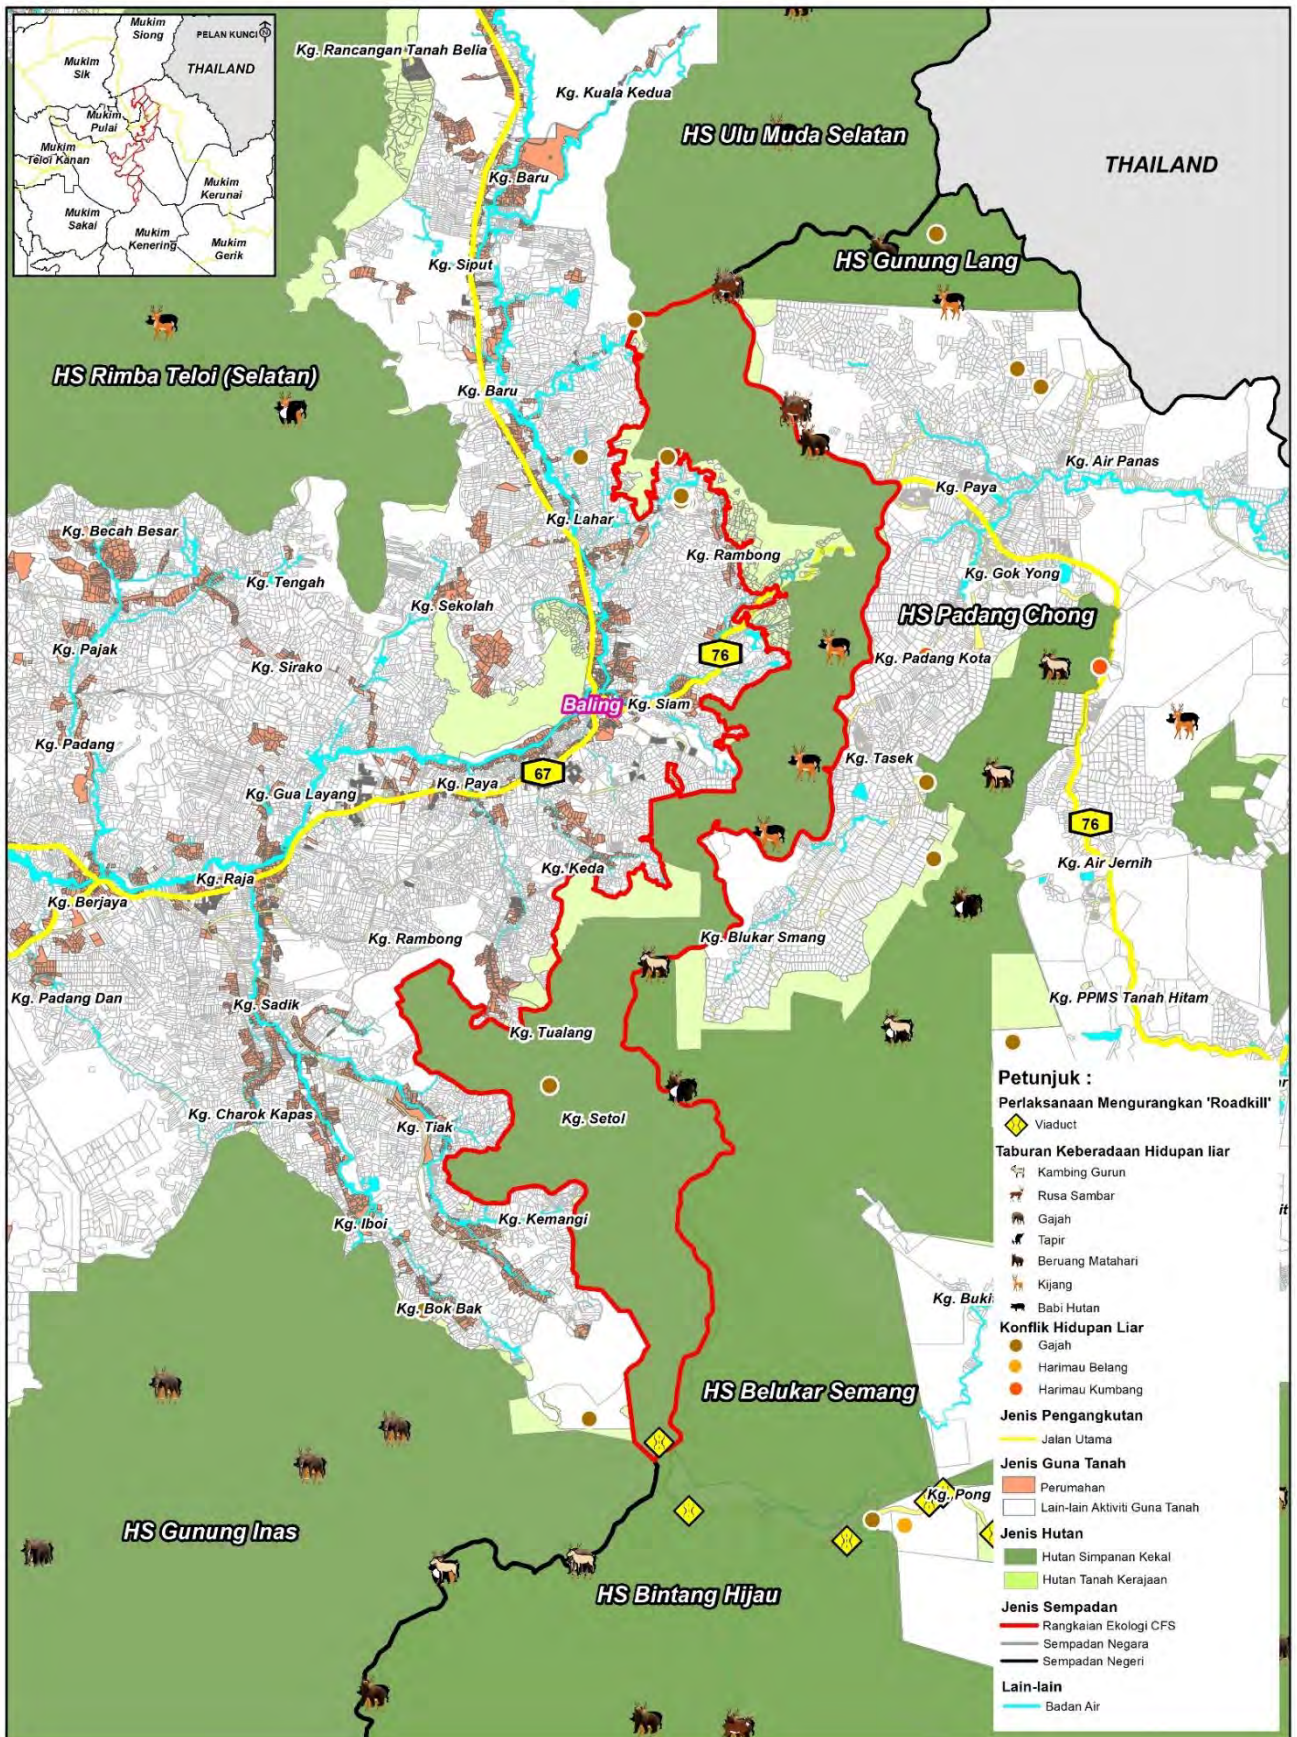 Mukim
Siong
PELAN KUNCI
N
THAILAND
Mukim
Sik
Mukim
Pulai
Mukim
Teloi Kanan
Mukim
Kerunai
Mukim
Sakai
Mukim
Kenering
Mukim
Gerik
Kg. Rancangan Tanah Belia
Kg. Kuala Kedua
HS Ulu Muda Selatan
THAILAND
Kg. Baru
Kg. Siput
HS Gunung Lang
HS Rimba Teloi (Selatan)
Kg. Baru
Kg. Air Panas
Kg. Paya
Kg. Lahar
Kg. Becah Besar
Kg. Rambong
Kg. Tengah
Kg. Gok Yong
Kg. Sekolah
HS Padang Chong
Kg. Pajak
76
Kg. Sirako
Kg. Padang Kota
Baling
Kg. Siam
Kg. Padang
Kg. Tasek
67
Kg. Paya
Kg. Gua Layang
76
Kg. Air Jernih
Kg. Keda
Kg. Raja
Kg. Berjaya
Kg. Rambong
Kg. Blukar Smang
Kg. Padang Dan
Kg. Sadik
Kg. PPMS Tanah Hitam
Kg. Tualang
Kg. Charok Kapas
Kg. Setol
Kg. Tiak
Kg. Iboi
Kg. Kemangi
Kg. Bok Bak
Kg. Buki
HS Belukar Semang
Kg. Pong
HS Gunung Inas
HS Bintang Hijau
Petunjuk :
Perlaksanaan Mengurangkan 'Roadkill'
Viaduct
Taburan Keberadaan Hidupan liar
Kambing Gurun
Rusa Sambar
Gajah
Tapir
Beruang Matahari
Kijang
Babi Hutan
Konflik Hidupan Liar
Gajah
Harimau Belang
Harimau Kumbang
Jenis Pengangkutan
Jalan Utama
Jenis Guna Tanah
Perumahan
Lain-lain Aktiviti Guna Tanah
Jenis Hutan
Hutan Simpanan Kekal
Hutan Tanah Kerajaan
Jenis Sempadan
Rangkaian Ekologi CFS
Sempadan Negara
Sempadan Negeri
Lain-lain
Badan Air